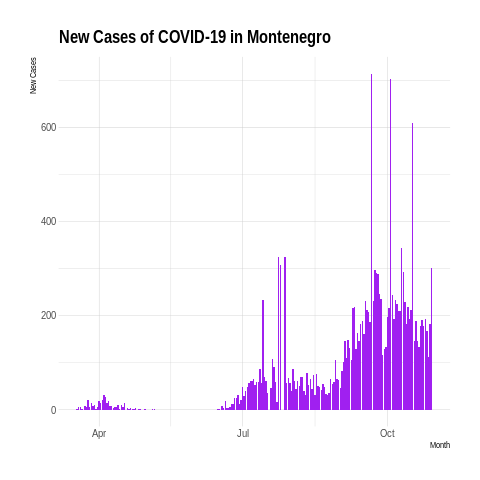 New Cases of COVID-19 in Montenegro
New Cases
600
400
200
0
Apr
Jul
Oct
Month